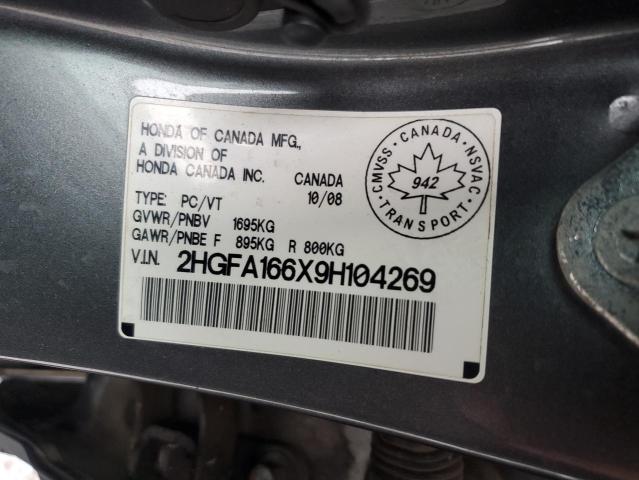 HONDA OF CANADA MFG.,
A DIVISION OF
HONDA CANADA INC. CANADA
TYPE: PC/VT 10/08
GVWR/PNBV 1695KG
GAWR/PNBE F 895KG R 800KG
V.I.N. 2HGFA166X9H104269
CMVSS · CANADA · NSVAC
942
· TRANSPORT ·